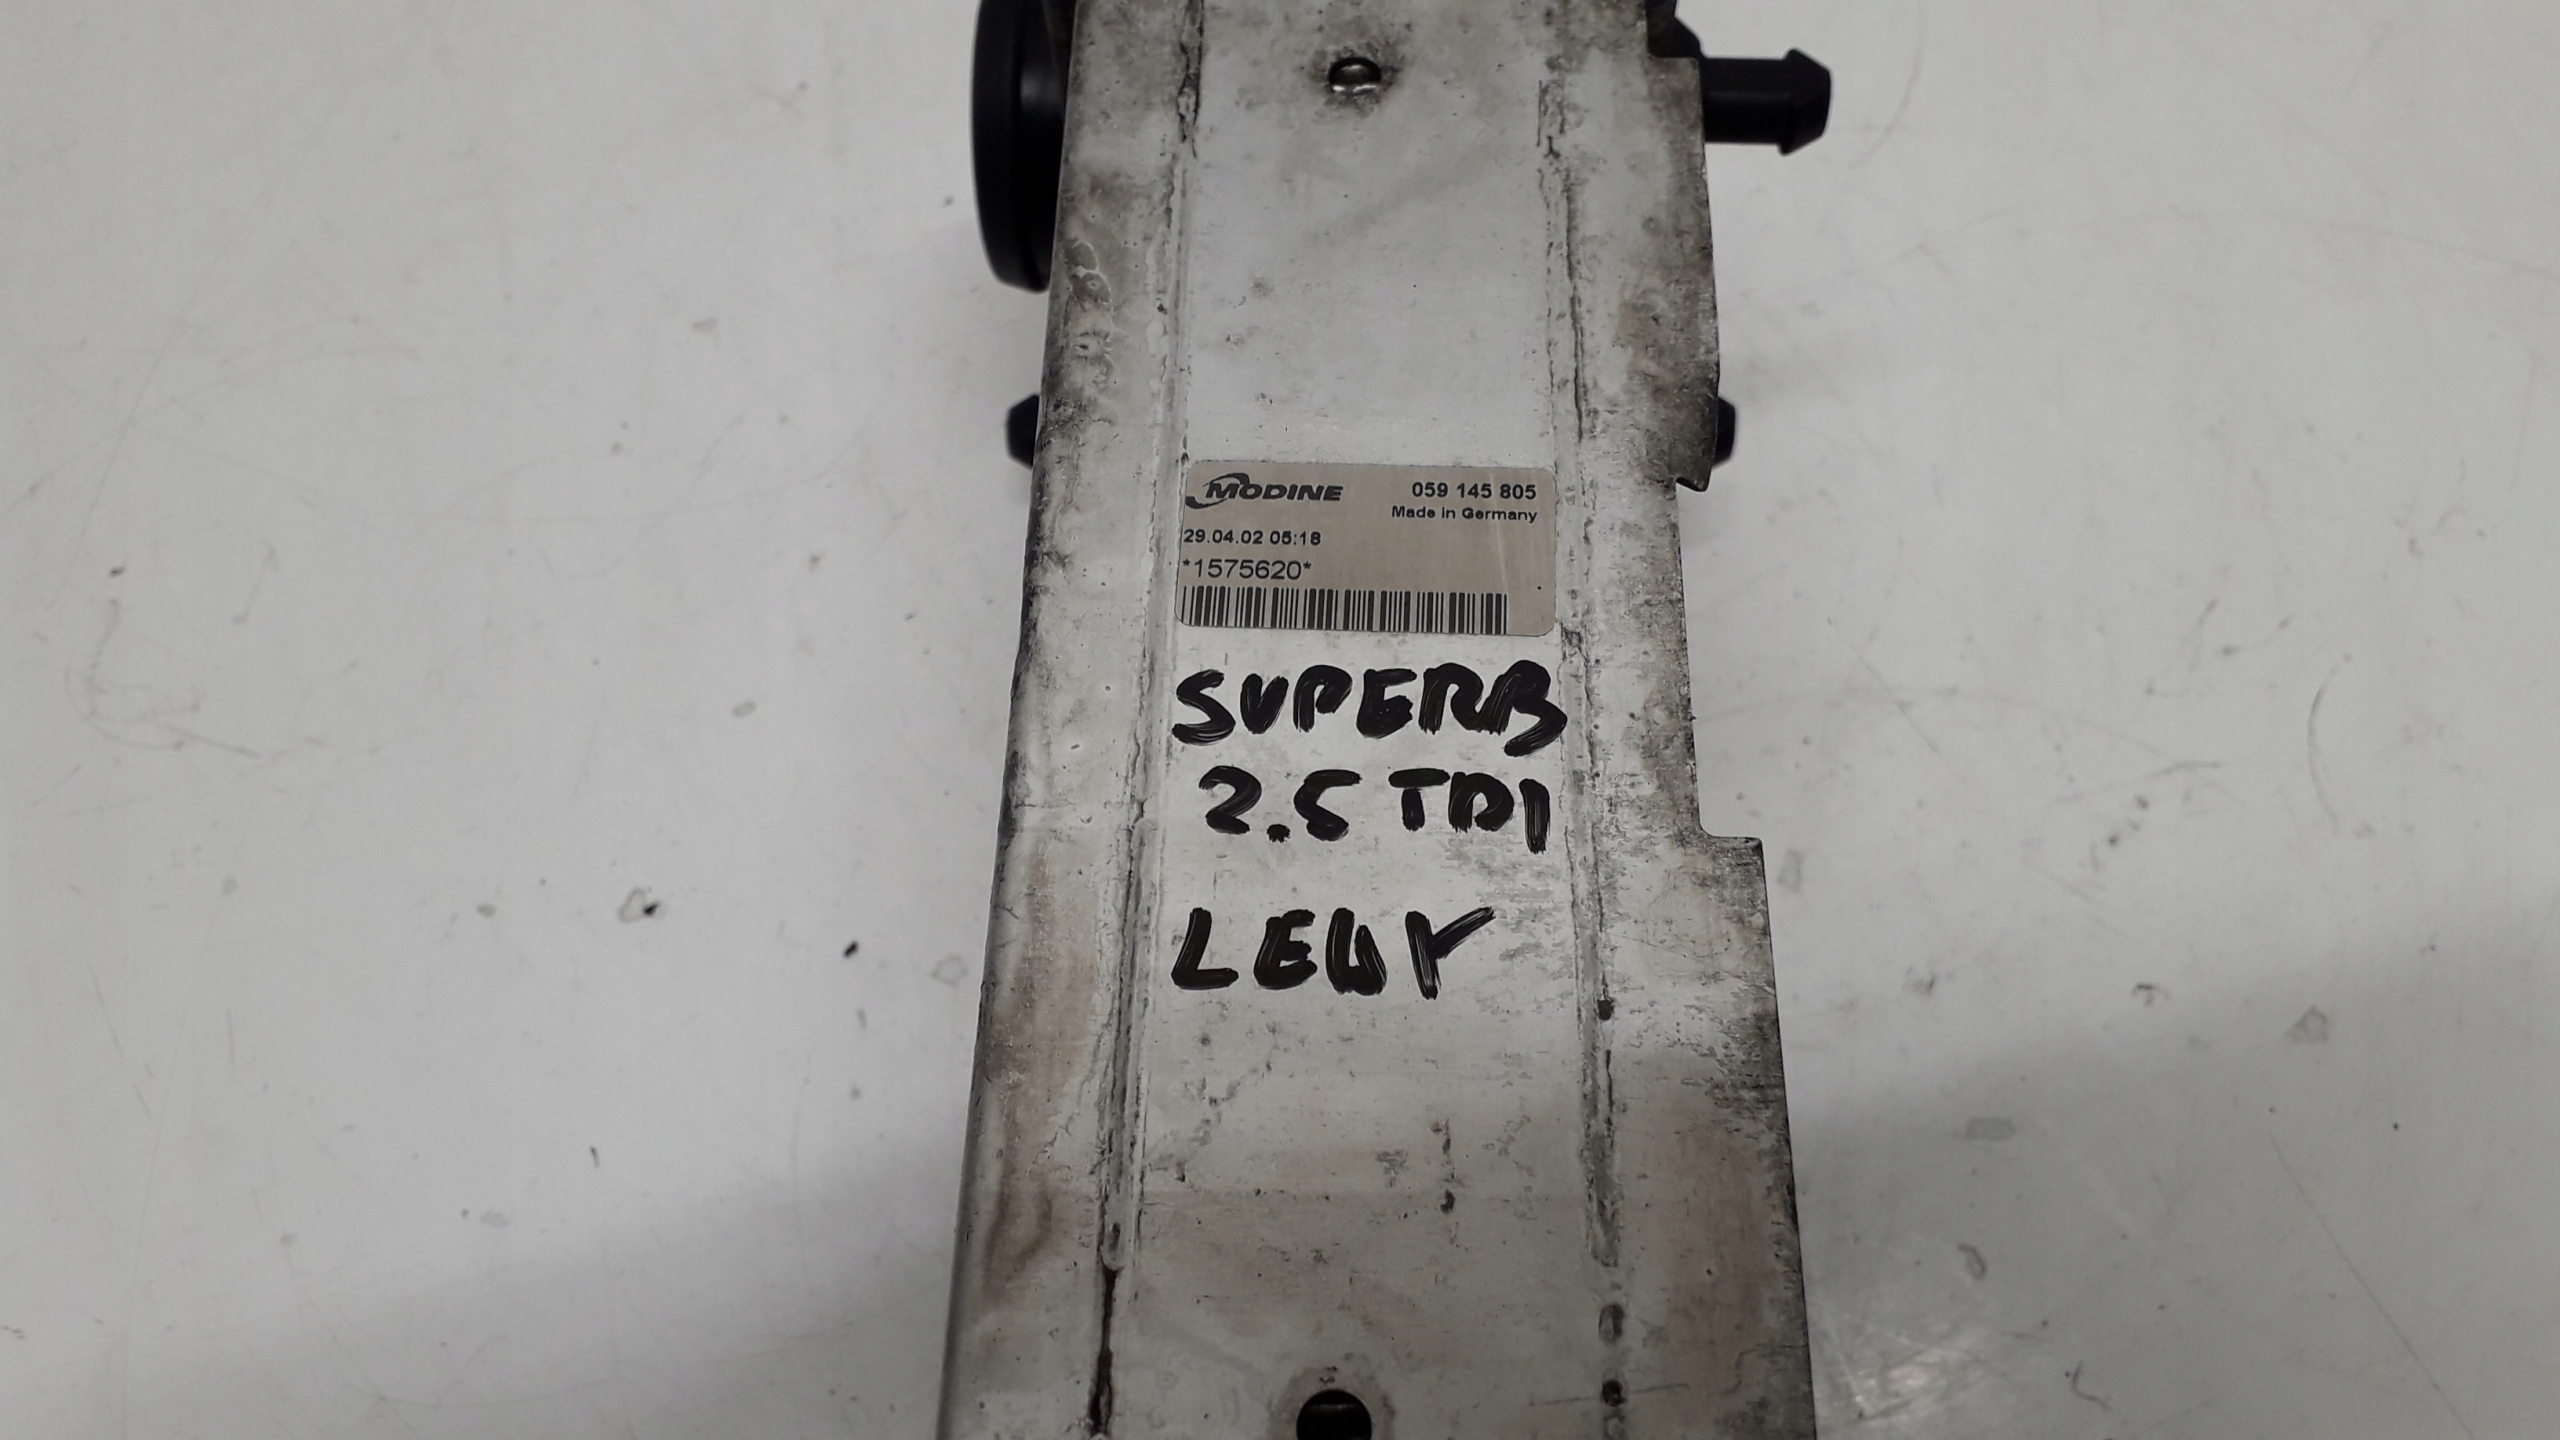 MODINE 059 145 805
Made in Germany
29.04.02 05:18
*1575620*
SUPERB
2.5 TDI
LEWY